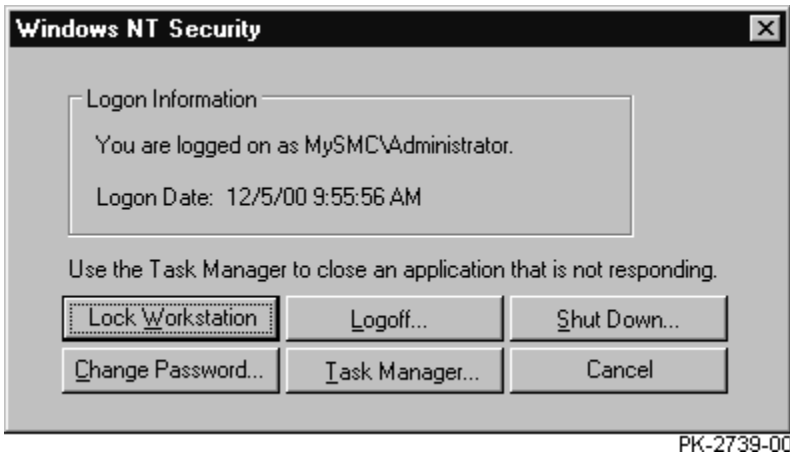 Windows NT Security
Logon Information
You are logged on as MySMC\Administrator.
Logon Date: 12/5/00 9:55:56 AM
Use the Task Manager to close an application that is not responding.
Lock Workstation Logoff... Shut Down...
Change Password... Task Manager... Cancel
PK-2739-00